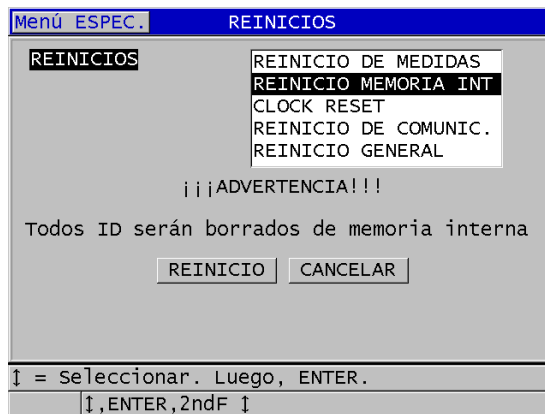 Menú ESPEC. REINICIOS
REINICIOS
REINICIO DE MEDIDAS
REINICIO MEMORIA INT
CLOCK RESET
REINICIO DE COMUNIC.
REINICIO GENERAL
¡¡¡ADVERTENCIA!!!
Todos ID serán borrados de memoria interna
REINICIO CANCELAR
↕ = Seleccionar. Luego, ENTER.
↕,ENTER,2ndF ↕